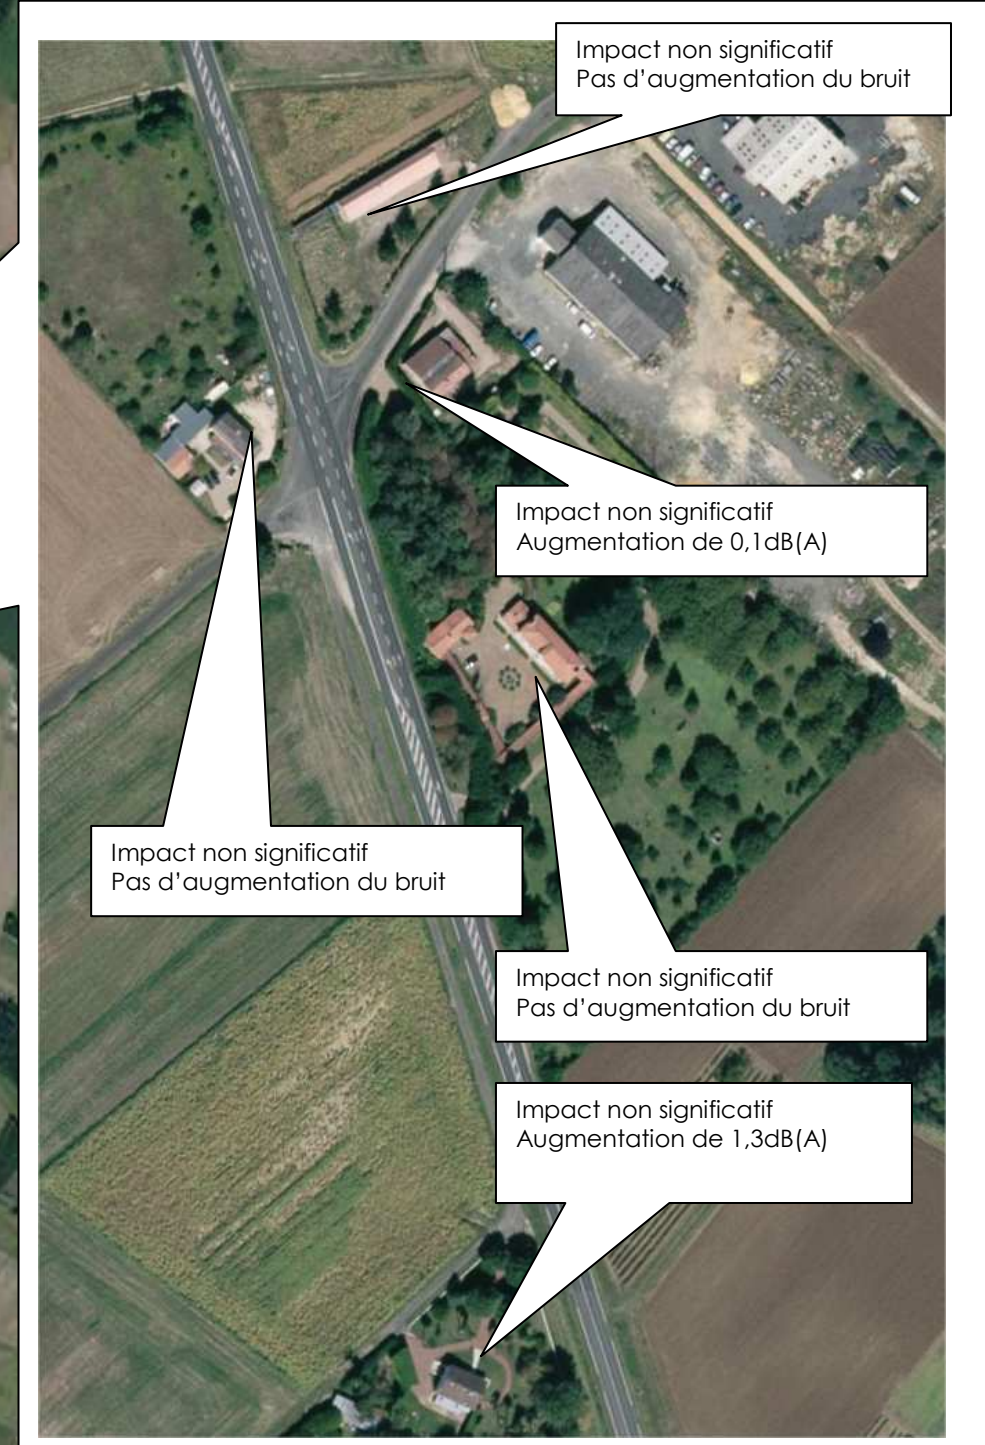 Impact non significatif
Pas d'augmentation du bruit
Impact non significatif
Augmentation de 0,1dB(A)
Impact non significatif
Pas d'augmentation du bruit
Impact non significatif
Pas d'augmentation du bruit
Impact non significatif
Augmentation de 1,3dB(A)